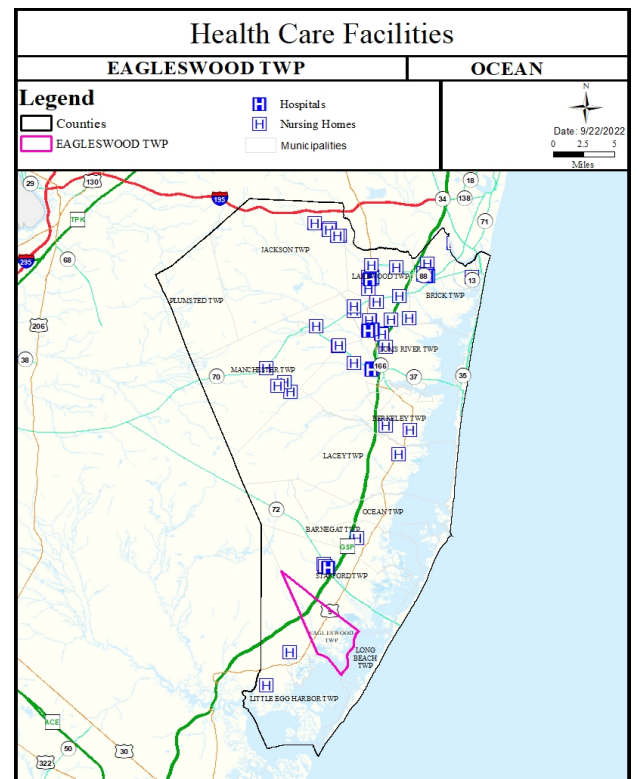 Health Care Facilities
EAGLESWOOD TWP
OCEAN
Legend
Counties
EAGLESWOOD TWP
H Hospitals
H Nursing Homes
Municipalities
N
Date: 9/22/2022
0 2.5 5
Miles
29
130
18
195
34
138
TPK
71
JACKSON TWP
295
68
LAKEWOOD TWP
88
13
PLUMSTED TWP
BRICK TWP
206
TOMS RIVER TWP
38
MANCHESTER TWP
166
70
37
35
BERKELEY TWP
LACEY TWP
72
OCEAN TWP
BARNEGAT TWP
GSP
STAFFORD TWP
9
EAGLESWOOD
TWP
LONG
BEACH
TWP
LITTLE EGG HARBOR TWP
ACE
50
30
322